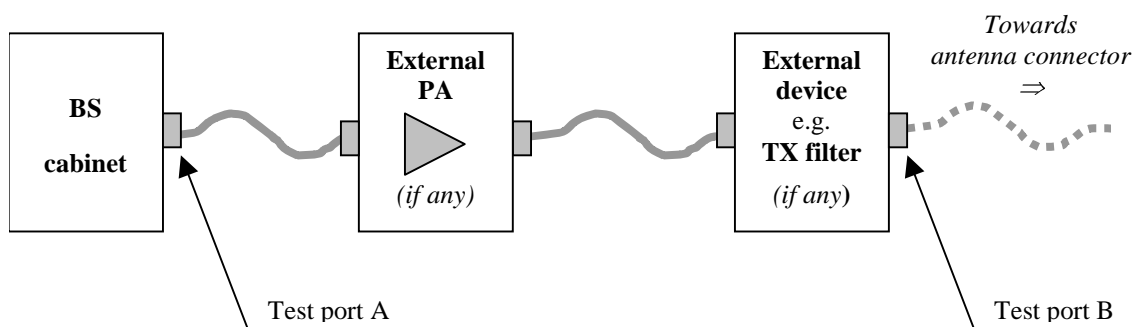 BS
cabinet
External
PA
(if any)
External
device
e.g.
TX filter
(if any)
Towards
antenna connector
⇒
Test port A
Test port B